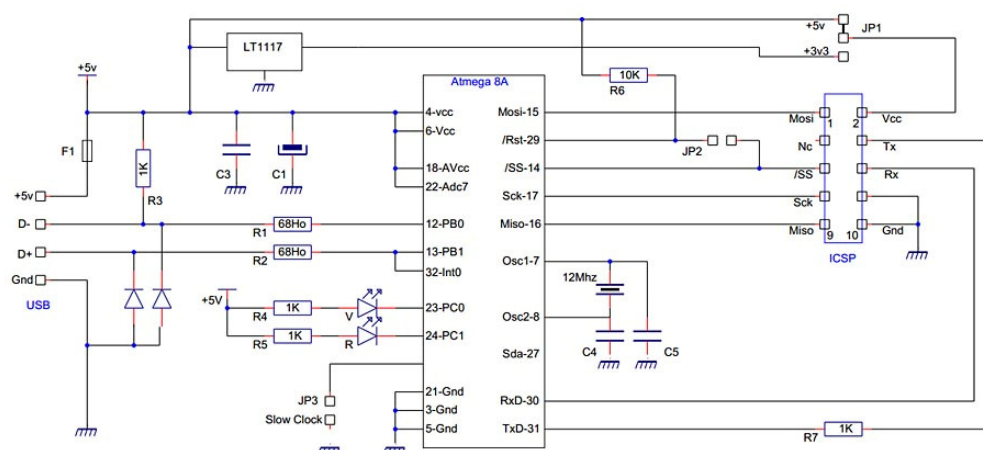 +5v
JP1
LT1117
+3v3
+5v
10K
R6
Atmega 8A
4-vcc
6-Vcc
18-AVcc
22-Adc7
12-PB0
13-PB1
32-Int0
23-PC0
24-PC1
21-Gnd
3-Gnd
5-Gnd
Mosi-15
/Rst-29
/SS-14
Sck-17
Miso-16
Osc1-7
Osc2-8
Sda-27
RxD-30
TxD-31
F1
1K
R3
C3
C1
+5v
D-
D+
Gnd
USB
68Ho
R1
68Ho
R2
+5V
1K
R4
V
1K
R5
R
JP3
Slow Clock
JP2
12Mhz
C4
C5
Mosi
1
2
Vcc
Nc
Tx
/SS
Rx
Sck
Miso
9
10
Gnd
ICSP
R7
1K